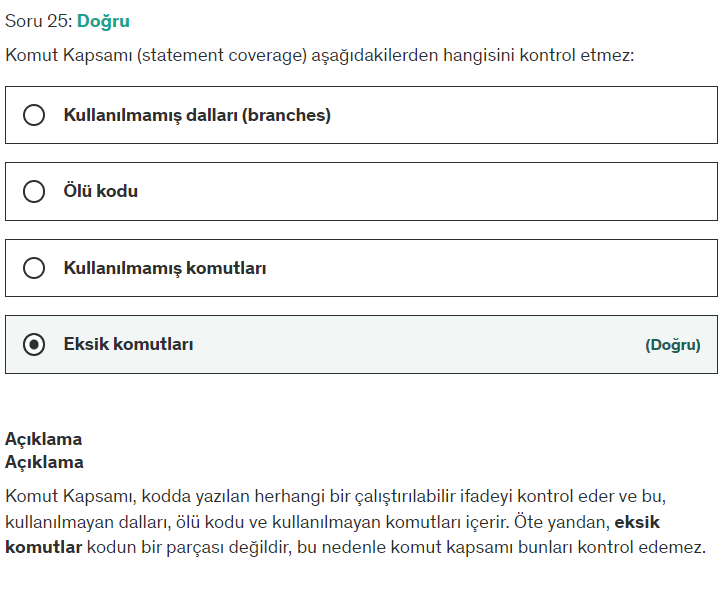 Soru 25: Doğru
Komut Kapsamı (statement coverage) aşağıdakilerden hangisini kontrol etmez:
Kullanılmamış dalları (branches)
Ölü kodu
Kullanılmamış komutları
Eksik komutları (Doğru)
Açıklama
Açıklama
Komut Kapsamı, kodda yazılan herhangi bir çalıştırılabilir ifadeyi kontrol eder ve bu,
kullanılmayan dalları, ölü kodu ve kullanılmayan komutları içerir. Öte yandan, eksik
komutlar kodun bir parçası değildir, bu nedenle komut kapsamı bunları kontrol edemez.